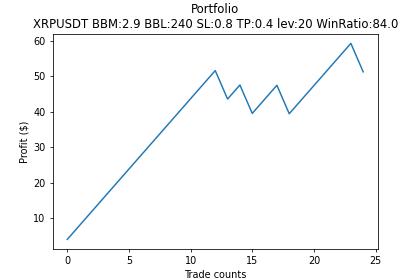 Portfolio
XRPUSDT BBM:2.9 BBL:240 SL:0.8 TP:0.4 lev:20 WinRatio:84.0
60
50
40
30
20
10
Profit ($)
0 5 10 15 20 25
Trade counts